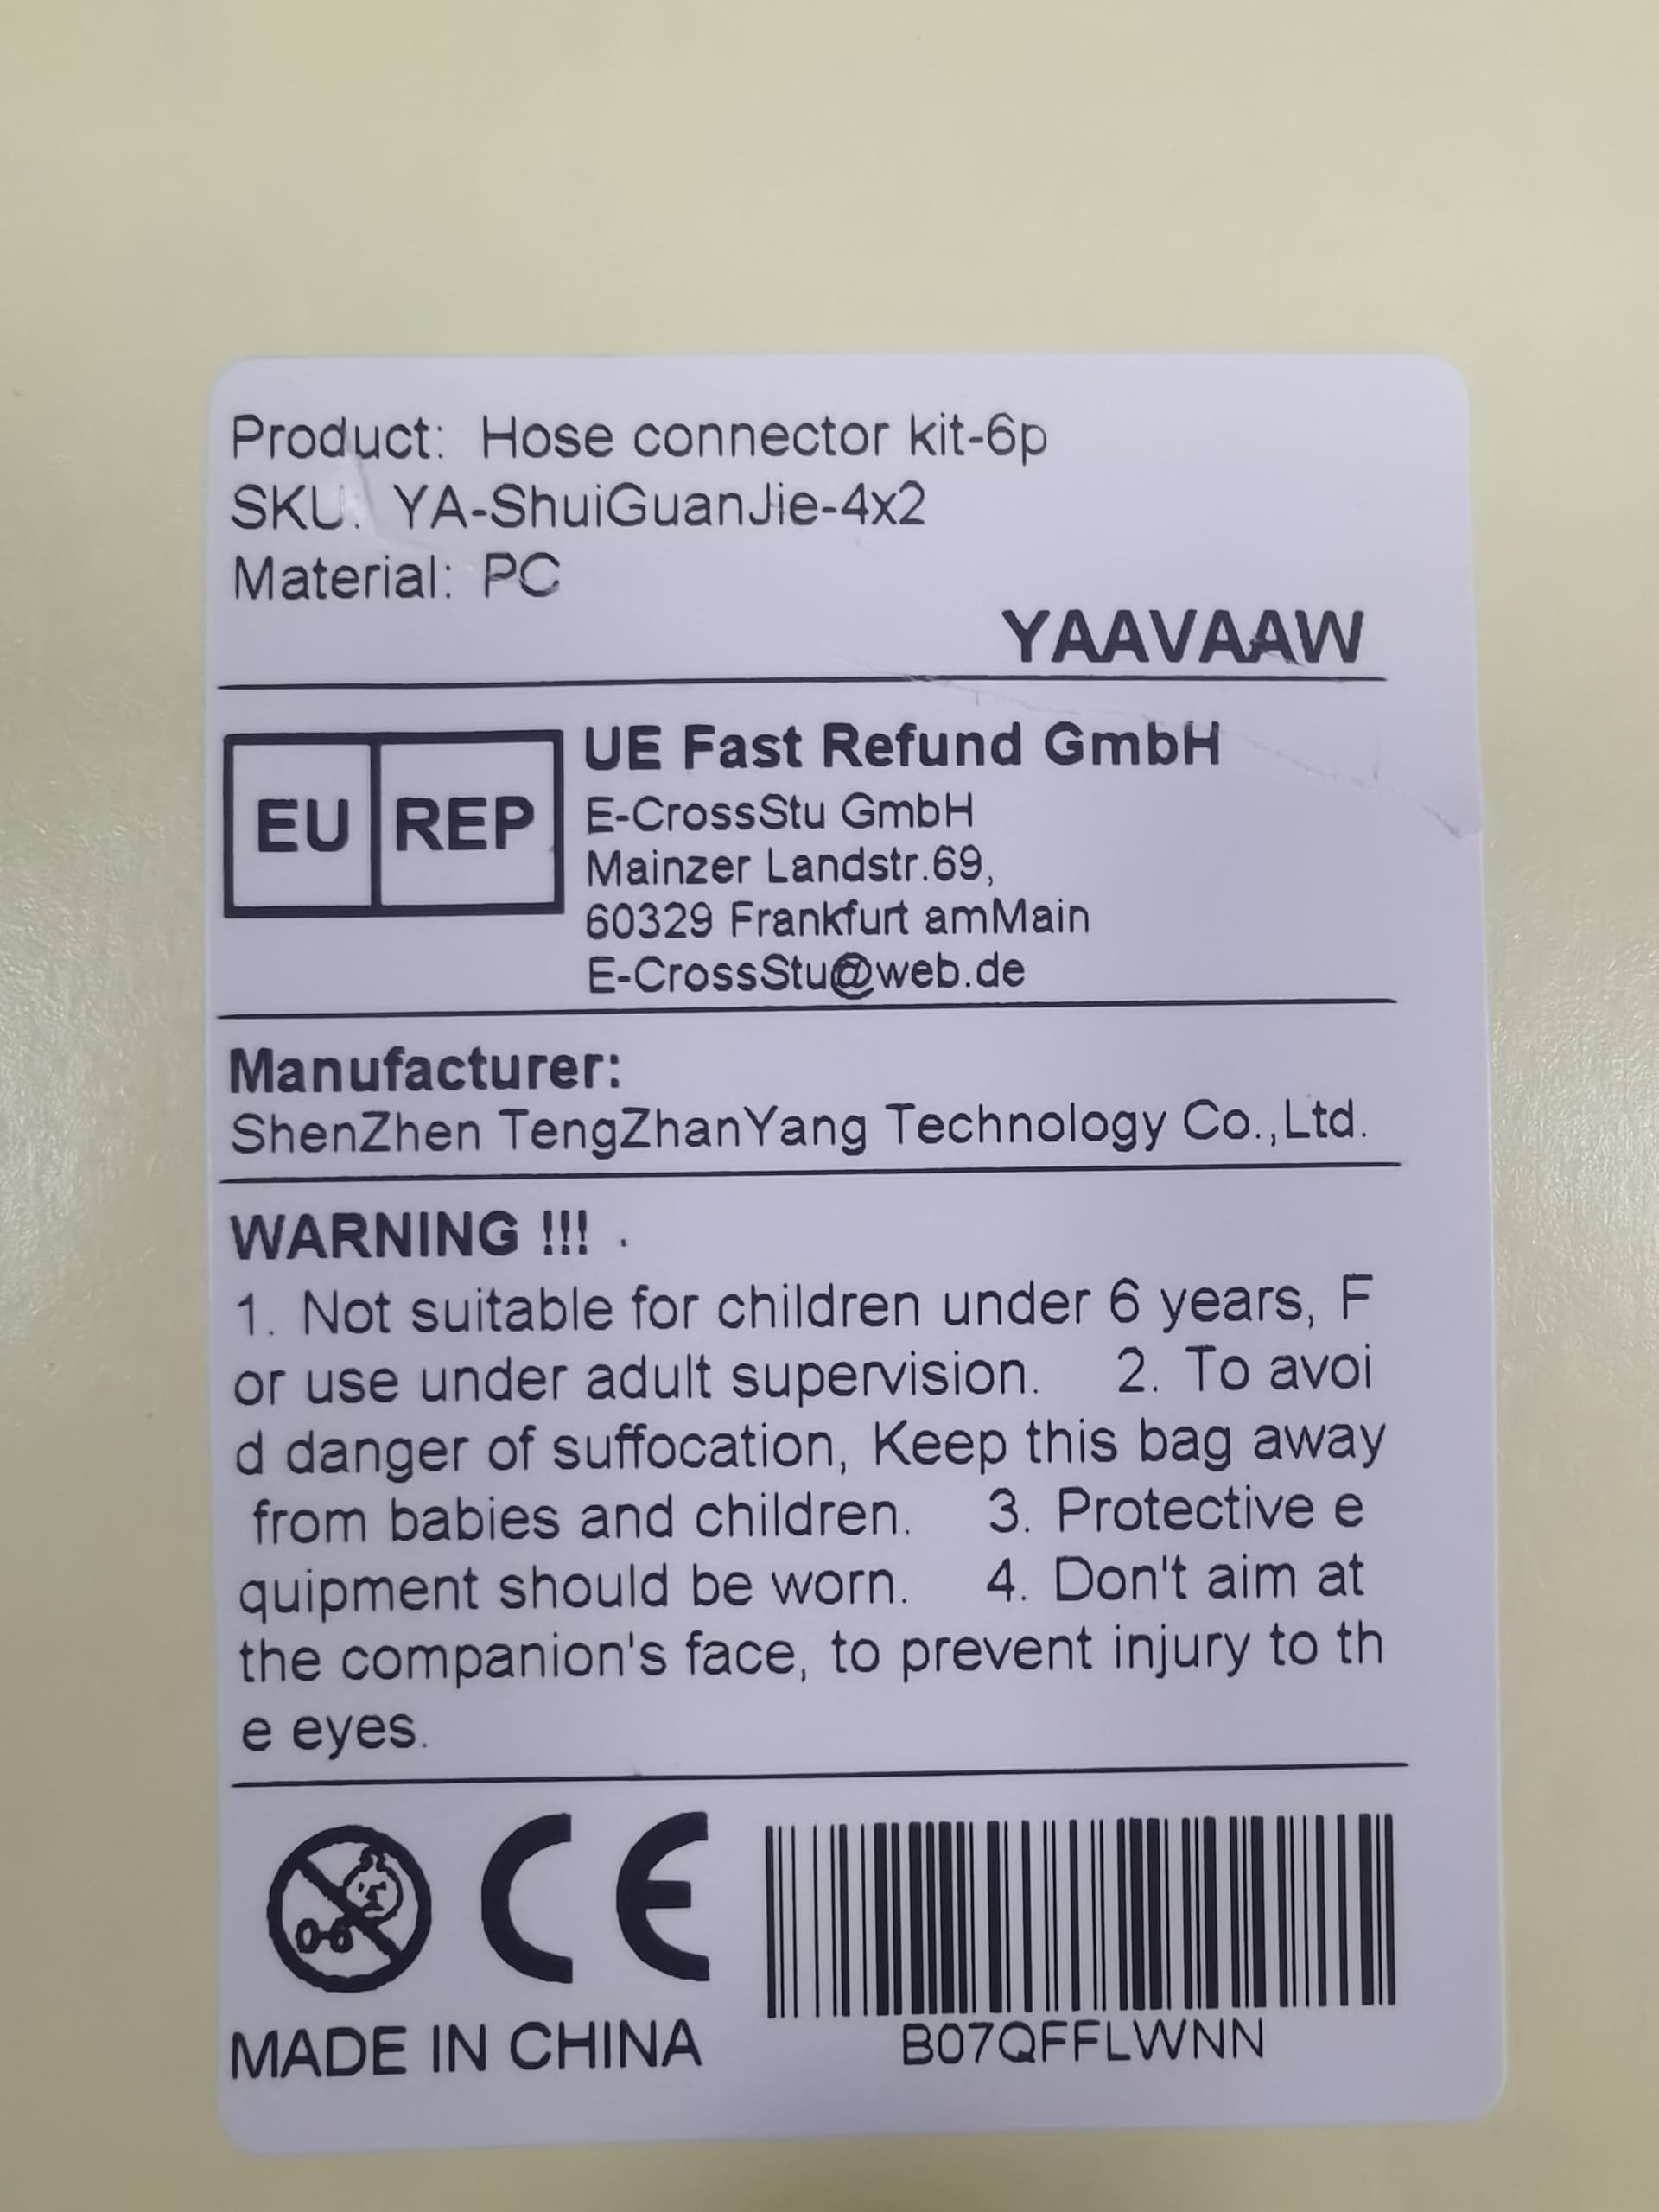 Product: Hose connector kit-6p
SKU: YA-ShuiGuanJie-4x2
Material: PC
YAAVAAW
EU REP
UE Fast Refund GmbH
E-CrossStu GmbH
Mainzer Landstr.69,
60329 Frankfurt amMain
E-CrossStu@web.de
Manufacturer:
ShenZhen TengZhanYang Technology Co.,Ltd.
WARNING !!! .
1. Not suitable for children under 6 years, F
or use under adult supervision. 2. To avoi
d danger of suffocation, Keep this bag away
from babies and children. 3. Protective e
quipment should be worn. 4. Don't aim at
the companion's face, to prevent injury to th
e eyes.
CE
MADE IN CHINA
B07QFFLWNN